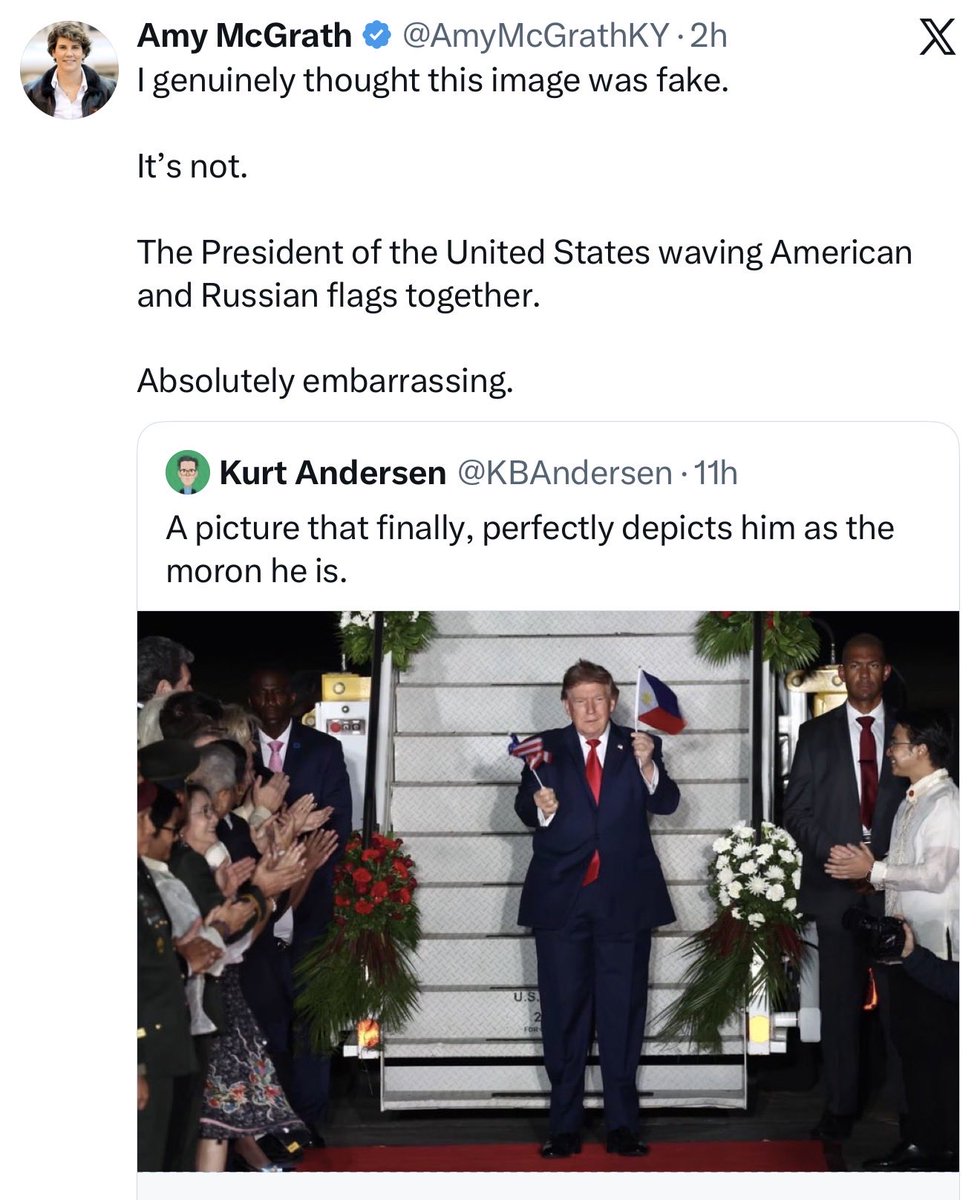 Amy McGrath @AmyMcGrathKY · 2h
I genuinely thought this image was fake.
It’s not.
The President of the United States waving American
and Russian flags together.
Absolutely embarrassing.
Kurt Andersen @KBAndersen · 11h
A picture that finally, perfectly depicts him as the
moron he is.
U.S.
2